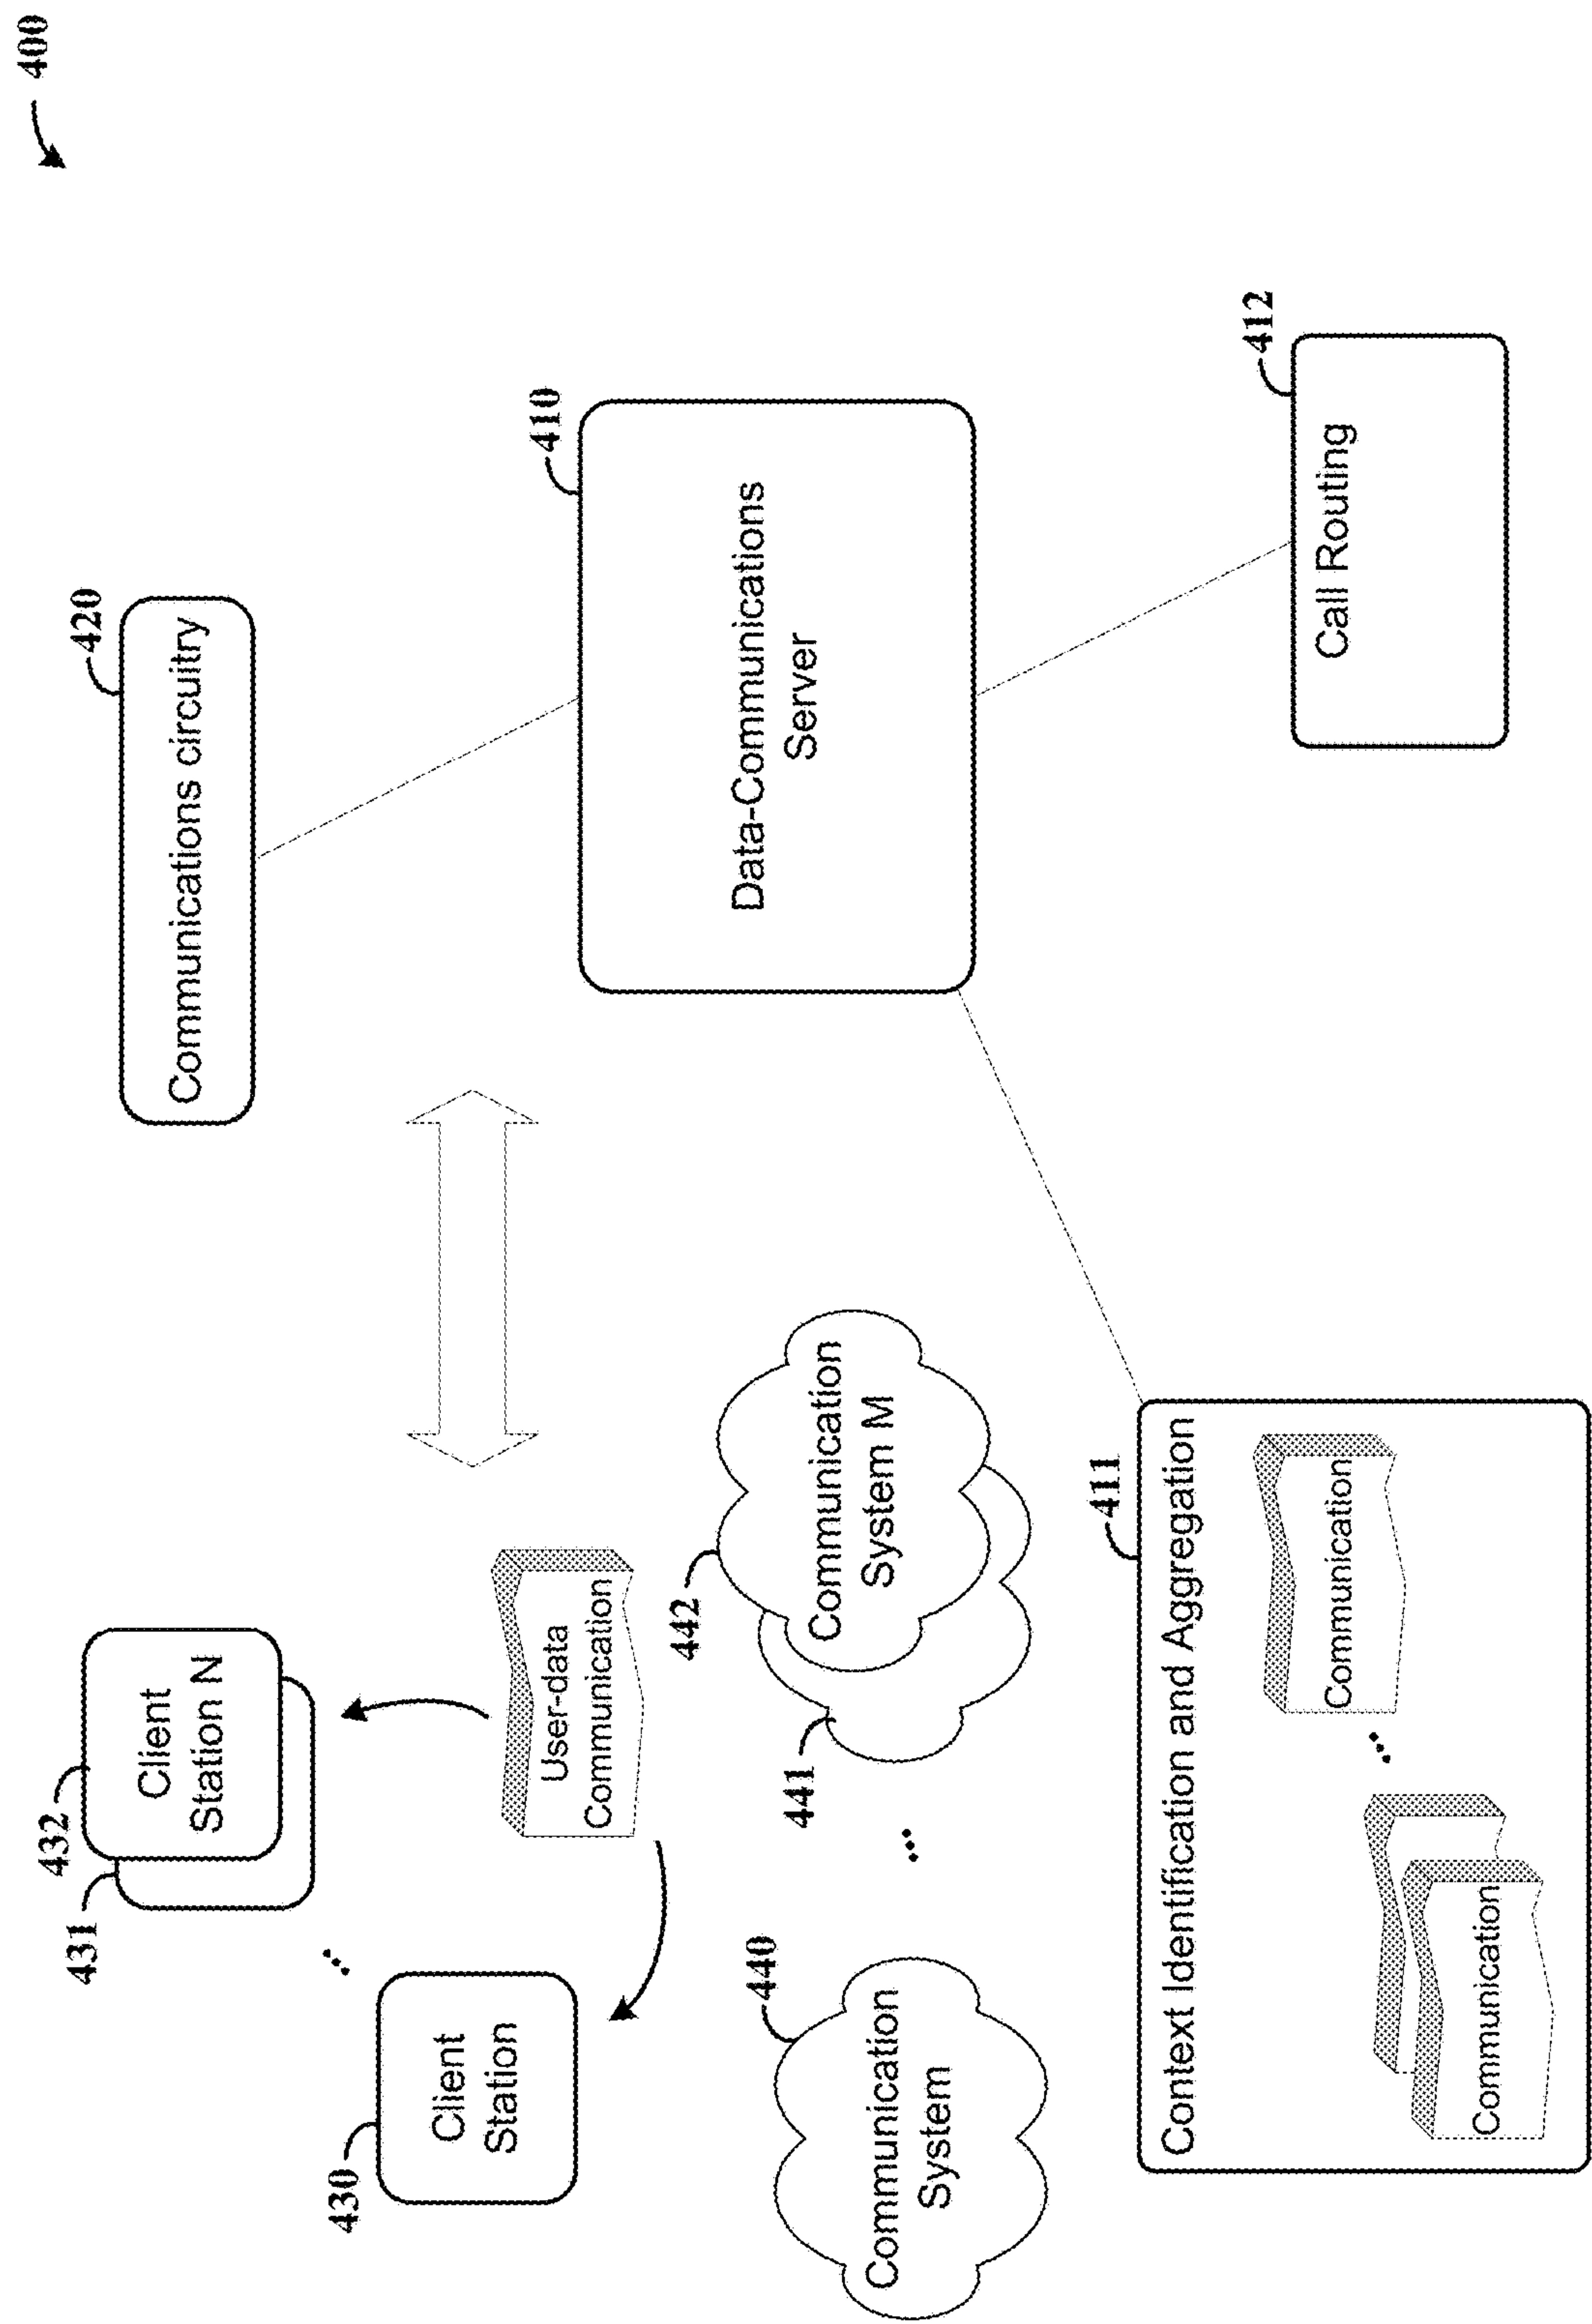 400
432
431
Client
Station N
430
Client
Station
User-data
Communication
420
Communications circuitry
440
Communication
System
441
442
Communication
System M
...
410
Data-Communications
Server
411
Context Identification and Aggregation
Communication
...
Communication
412
Call Routing